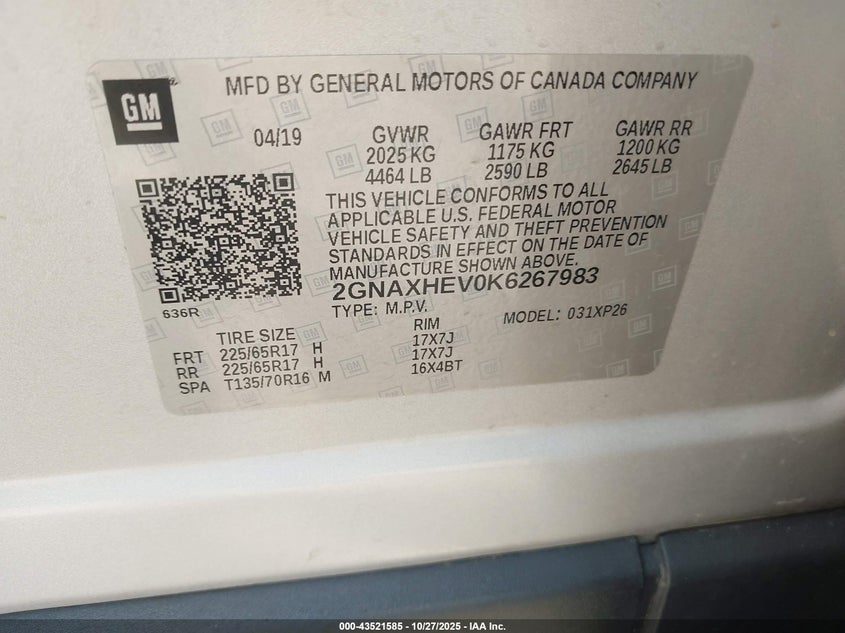 MFD BY GENERAL MOTORS OF CANADA COMPANY
GM
04/19 GVWR GAWR FRT GAWR RR
2025 KG 1175 KG 1200 KG
4464 LB 2590 LB 2645 LB
THIS VEHICLE CONFORMS TO ALL
APPLICABLE U.S. FEDERAL MOTOR
VEHICLE SAFETY AND THEFT PREVENTION
STANDARDS IN EFFECT ON THE DATE OF
MANUFACTURE SHOWN ABOVE.
2GNAXHEV0K6267983
636R
TYPE: M.P.V. MODEL: 031XP26
TIRE SIZE RIM
FRT 225/65R17 H 17X7J
RR 225/65R17 H 17X7J
SPA T135/70R16 M 16X4BT
000-43521585 - 10/27/2025 - IAA Inc.